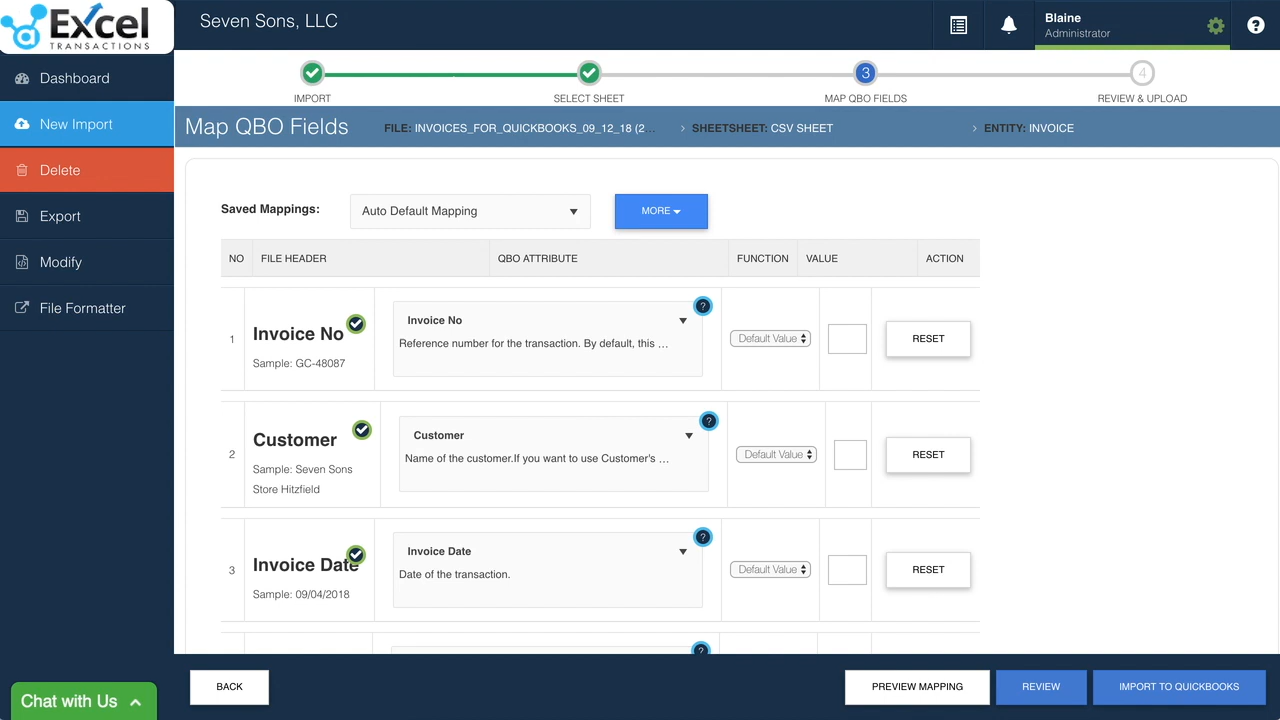 Excel
TRANSACTIONS
Seven Sons, LLC
Blaine
Administrator
?
Dashboard
New Import
Delete
Export
Modify
File Formatter
3
4
IMPORT
SELECT SHEET
MAP QBO FIELDS
REVIEW & UPLOAD
Map QBO Fields
FILE: INVOICES_FOR_QUICKBOOKS_09_12_18 (2...
SHEETSHEET: CSV SHEET
ENTITY: INVOICE
Saved Mappings:
Auto Default Mapping
MORE
NO FILE HEADER QBO ATTRIBUTE FUNCTION VALUE ACTION
1
Invoice No
Sample: GC-48087
Invoice No
?
Reference number for the transaction. By default, this ...
Default Value
RESET
2
Customer
Sample: Seven Sons
Store Hitzfield
Customer
?
Name of the customer.If you want to use Customer's ...
Default Value
RESET
3
Invoice Date
Sample: 09/04/2018
Invoice Date
?
Date of the transaction.
Default Value
RESET
?
Chat with Us
BACK
PREVIEW MAPPING
REVIEW
IMPORT TO QUICKBOOKS